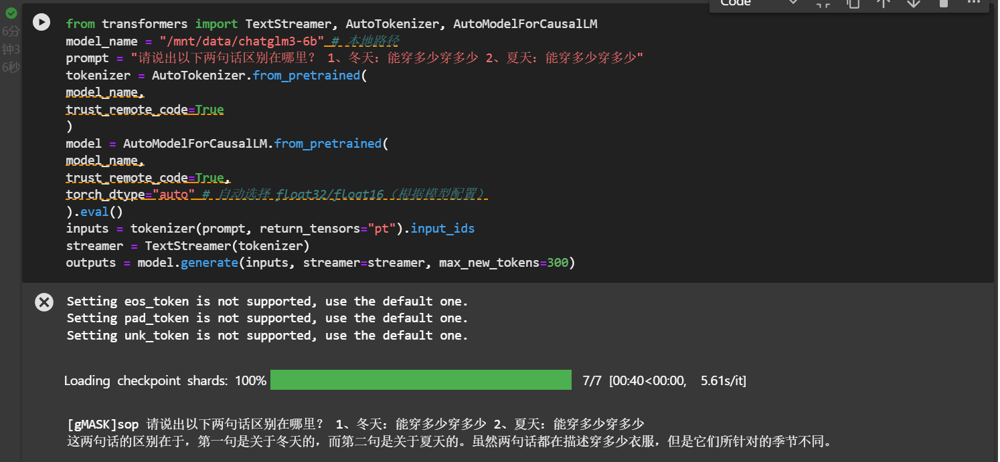 Code
6分
钟3
6秒
from transformers import TextStreamer, AutoTokenizer, AutoModelForCausalLM
model_name = "/mnt/data/chatglm3-6b" # 本地路径
prompt = "请说出以下两句话区别在哪里？ 1、冬天：能穿多少穿多少 2、夏天：能穿多少穿多少"
tokenizer = AutoTokenizer.from_pretrained(
model_name,
trust_remote_code=True
)
model = AutoModelForCausalLM.from_pretrained(
model_name,
trust_remote_code=True,
torch_dtype="auto" # 自动选择 float32/float16（根据模型配置）
).eval()
inputs = tokenizer(prompt, return_tensors="pt").input_ids
streamer = TextStreamer(tokenizer)
outputs = model.generate(inputs, streamer=streamer, max_new_tokens=300)
Setting eos_token is not supported, use the default one.
Setting pad_token is not supported, use the default one.
Setting unk_token is not supported, use the default one.
Loading checkpoint shards: 100% 7/7 [00:40<00:00, 5.61s/it]
[gMASK]sop 请说出以下两句话区别在哪里？ 1、冬天：能穿多少穿多少 2、夏天：能穿多少穿多少
这两句话的区别在于，第一句是关于冬天的，而第二句是关于夏天的。虽然两句话都在描述穿多少衣服，但是它们所针对的季节不同。